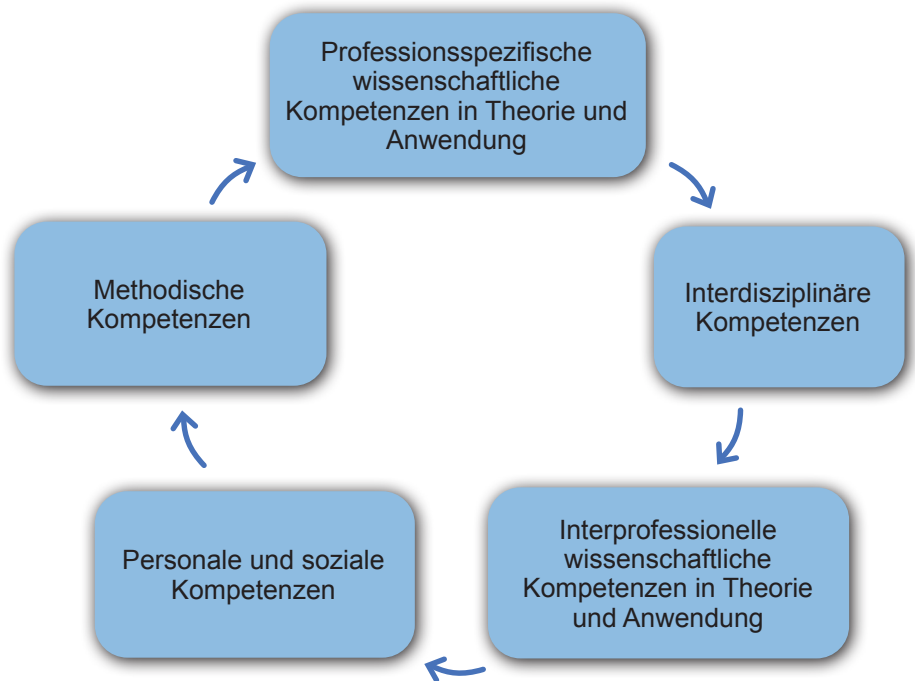 Professionsspezifische
wissenschaftliche
Kompetenzen in Theorie und
Anwendung
Methodische
Kompetenzen
Interdisziplinäre
Kompetenzen
Personale und soziale
Kompetenzen
Interprofessionelle
wissenschaftliche
Kompetenzen in Theorie
und Anwendung